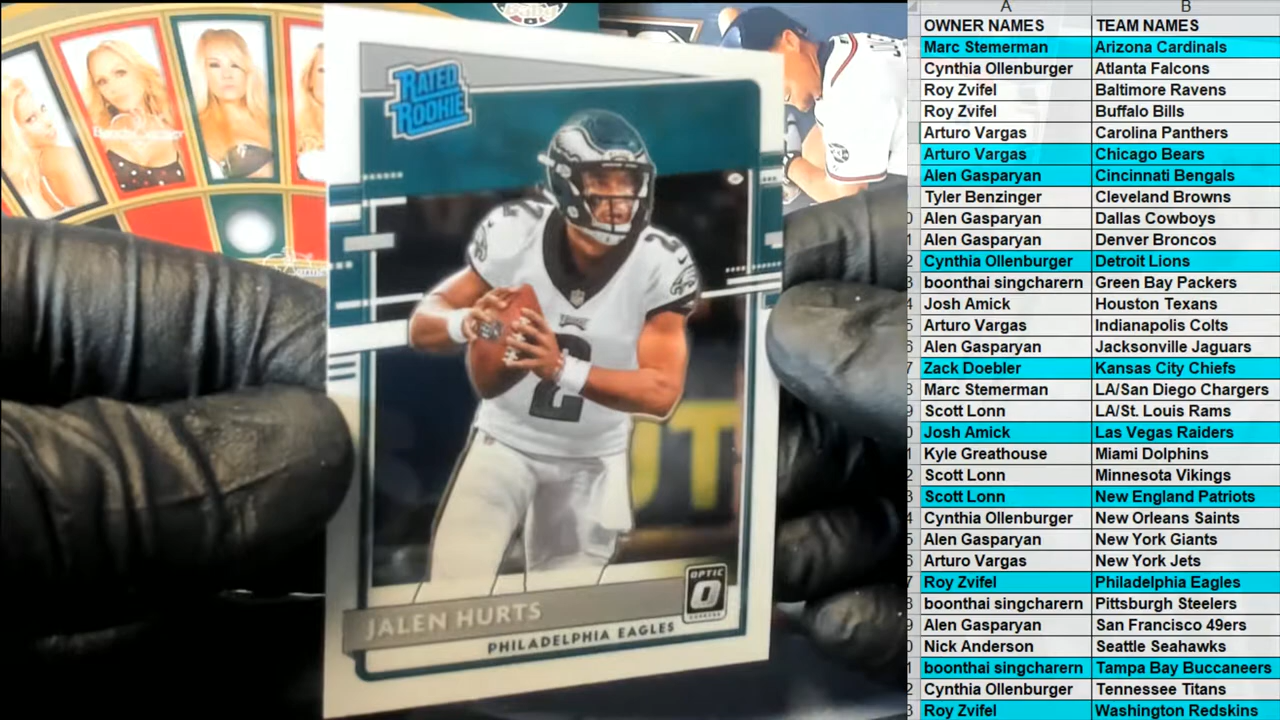 RATED
ROOKIE
2
2
2
OPTIC
JALEN HURTS
PHILADELPHIA EAGLES
A B
OWNER NAMES TEAM NAMES
Marc Stemerman Arizona Cardinals
Cynthia Ollenburger Atlanta Falcons
Roy Zvifel Baltimore Ravens
Roy Zvifel Buffalo Bills
Arturo Vargas Carolina Panthers
Arturo Vargas Chicago Bears
Alen Gasparyan Cincinnati Bengals
Tyler Benzinger Cleveland Browns
Alen Gasparyan Dallas Cowboys
Alen Gasparyan Denver Broncos
Cynthia Ollenburger Detroit Lions
boonthai singcharern Green Bay Packers
Josh Amick Houston Texans
Arturo Vargas Indianapolis Colts
Alen Gasparyan Jacksonville Jaguars
Zack Doebler Kansas City Chiefs
Marc Stemerman LA/San Diego Chargers
Scott Lonn LA/St. Louis Rams
Josh Amick Las Vegas Raiders
Kyle Greathouse Miami Dolphins
Scott Lonn Minnesota Vikings
Scott Lonn New England Patriots
Cynthia Ollenburger New Orleans Saints
Alen Gasparyan New York Giants
Arturo Vargas New York Jets
Roy Zvifel Philadelphia Eagles
boonthai singcharern Pittsburgh Steelers
Alen Gasparyan San Francisco 49ers
Nick Anderson Seattle Seahawks
boonthai singcharern Tampa Bay Buccaneers
Cynthia Ollenburger Tennessee Titans
Roy Zvifel Washington Redskins